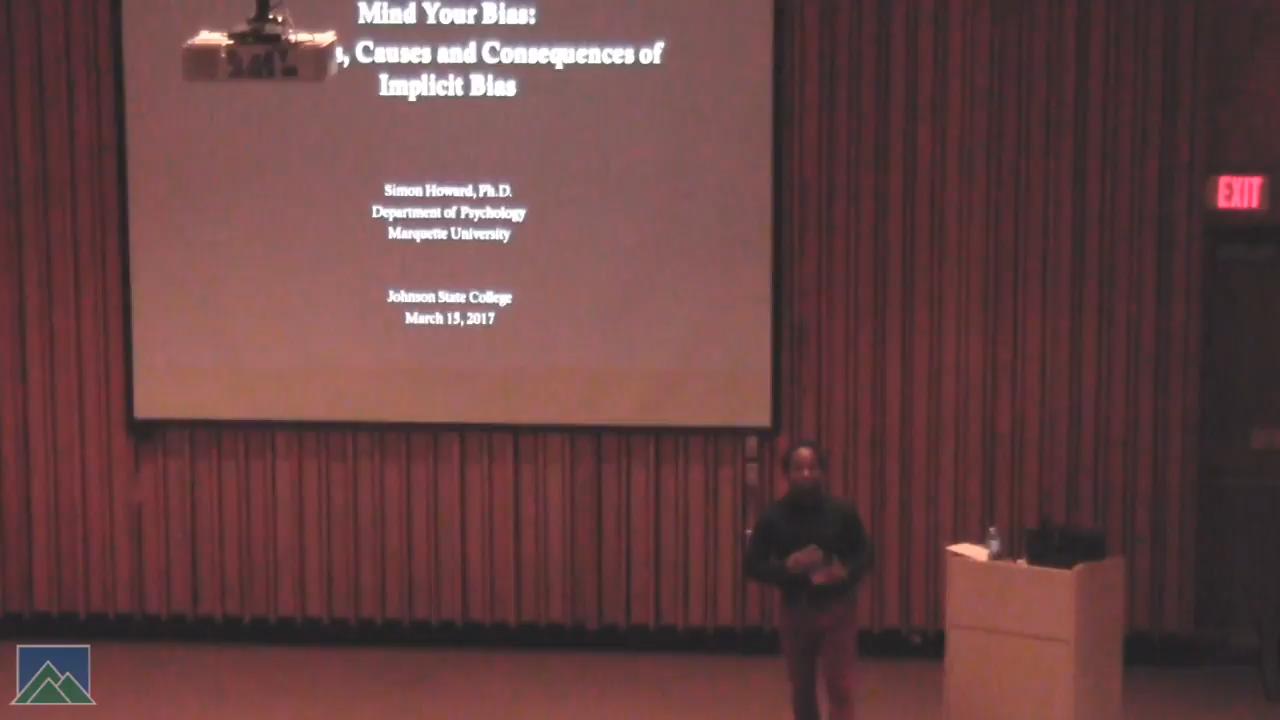 Mind Your Bias:
s, Causes and Consequences of
Implicit Bias
Simon Howard, Ph.D.
Department of Psychology
Marquette University
Johnson State College
March 15, 2017
EXIT